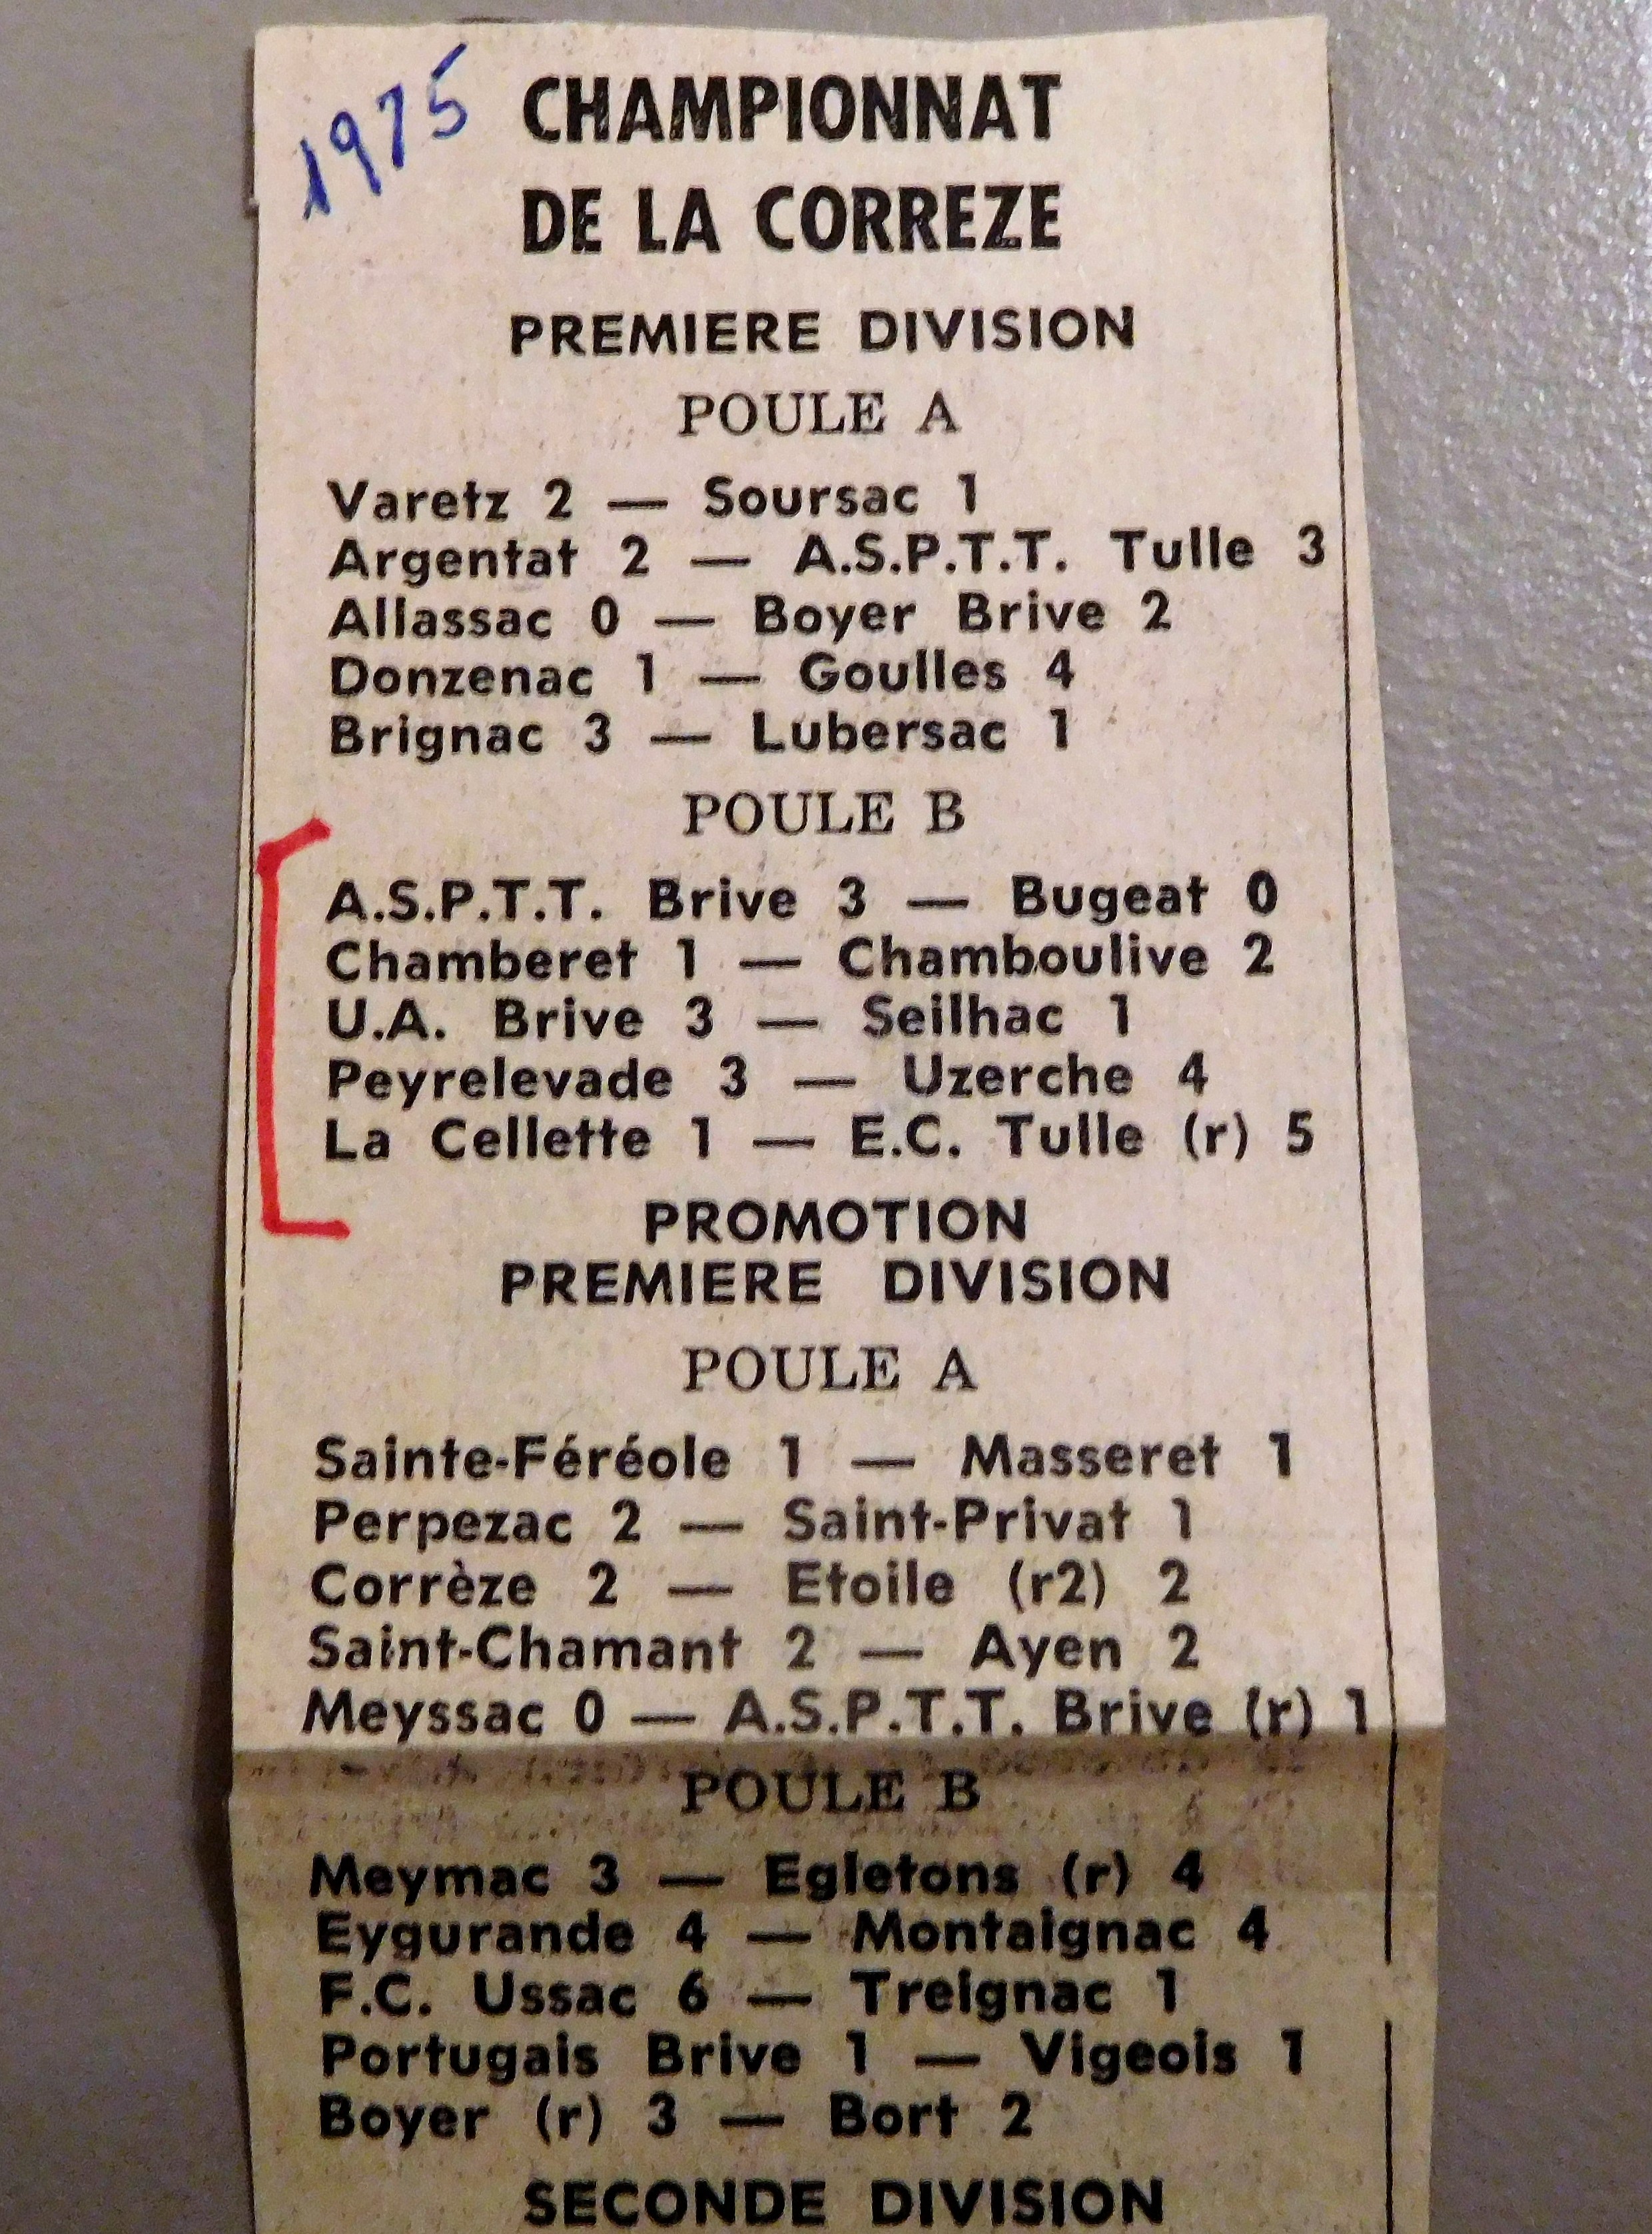 1975
CHAMPIONNAT
DE LA CORREZE
PREMIERE DIVISION
POULE A
Varetz 2 — Soursac 1
Argentat 2 — A.S.P.T.T. Tulle 3
Allassac 0 — Boyer Brive 2
Donzenac 1 — Goulles 4
Brignac 3 — Lubersac 1
POULE B
A.S.P.T.T. Brive 3 — Bugeat 0
Chamberet 1 — Chamboulive 2
U.A. Brive 3 — Seilhac 1
Peyrelevade 3 — Uzerche 4
La Cellette 1 — E.C. Tulle (r) 5
PROMOTION
PREMIERE DIVISION
POULE A
Sainte-Féréole 1 — Masseret 1
Perpezac 2 — Saint-Privat 1
Corrèze 2 — Etoile (r2) 2
Saint-Chamant 2 — Ayen 2
Meyssac 0 — A.S.P.T.T. Brive (r) 1
POULE B
Meymac 3 — Egletons (r) 4
Eygurande 4 — Montaignac 4
F.C. Ussac 6 — Treignac 1
Portugais Brive 1 — Vigeois 1
Boyer (r) 3 — Bort 2
SECONDE DIVISION